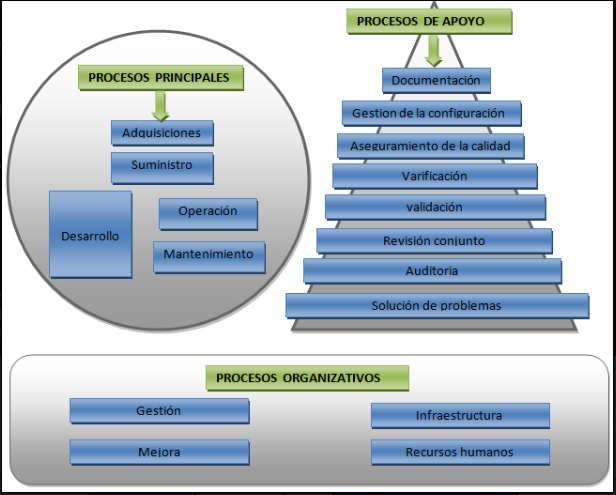 PROCESOS PRINCIPALES
Adquisiciones
Suministro
Desarrollo
Operación
Mantenimiento
PROCESOS DE APOYO
Documentación
Gestion de la configuración
Aseguramiento de la calidad
Varificación
validación
Revisión conjunto
Auditoria
Solución de problemas
PROCESOS ORGANIZATIVOS
Gestión
Infraestructura
Mejora
Recursos humanos